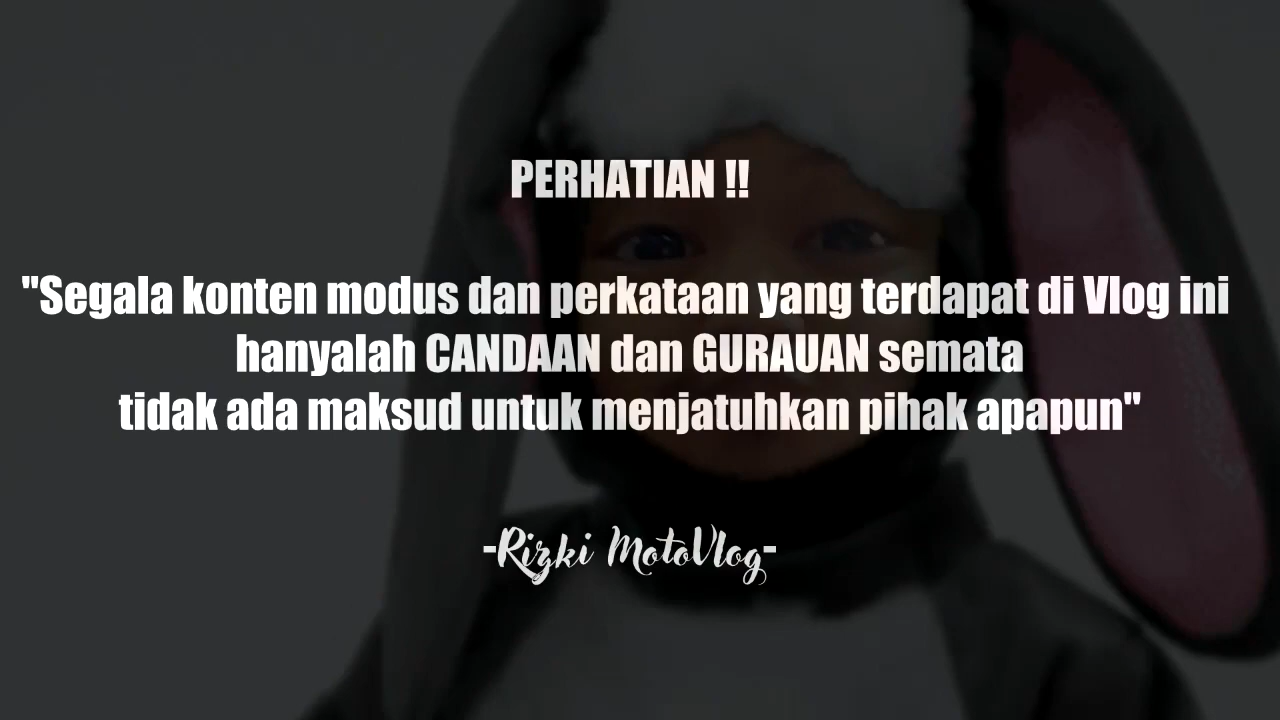 PERHATIAN !!
"Segala konten modus dan perkataan yang terdapat di Vlog ini
hanyalah CANDAAN dan GURAUAN semata
tidak ada maksud untuk menjatuhkan pihak apapun"
-Rizki MotoVlog-